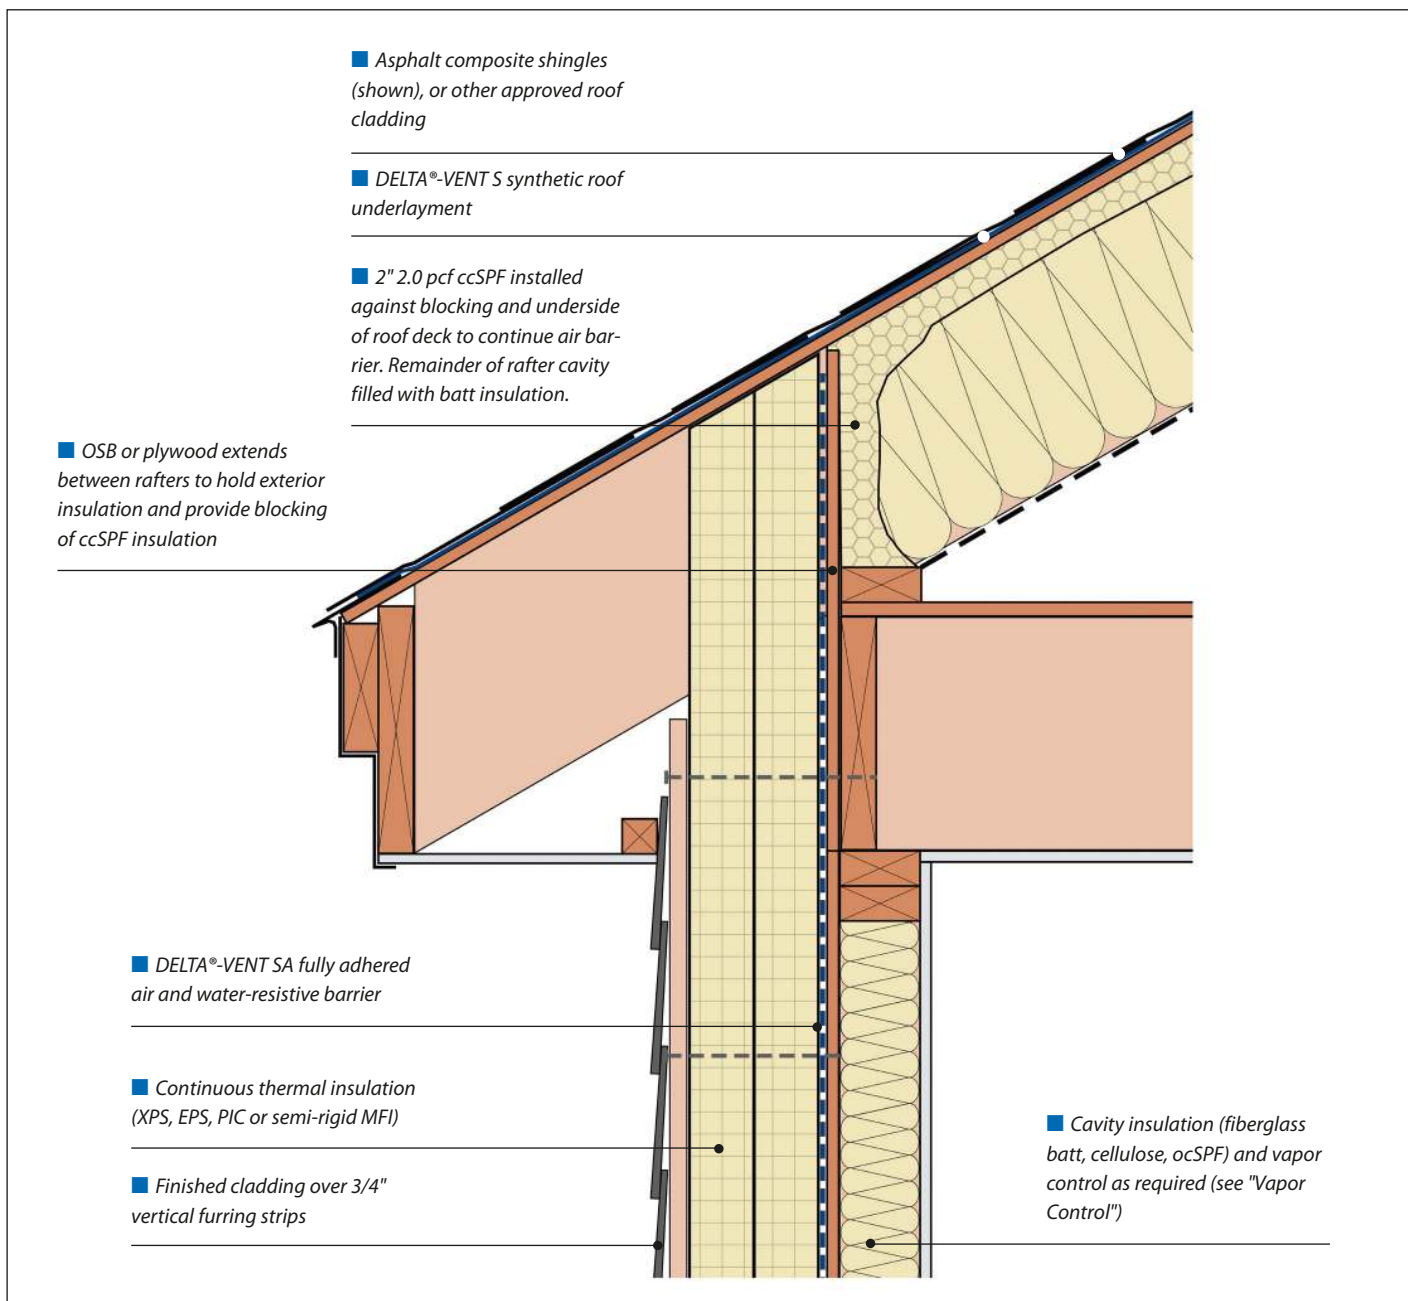 ■ Asphalt composite shingles
(shown), or other approved roof
cladding
■ DELTA®-VENT S synthetic roof
underlayment
■ 2" 2.0 pcf ccSPF installed
against blocking and underside
of roof deck to continue air bar-
rier. Remainder of rafter cavity
filled with batt insulation.
■ OSB or plywood extends
between rafters to hold exterior
insulation and provide blocking
of ccSPF insulation
■ DELTA®-VENT SA fully adhered
air and water-resistive barrier
■ Continuous thermal insulation
(XPS, EPS, PIC or semi-rigid MFI)
■ Finished cladding over 3/4"
vertical furring strips
■ Cavity insulation (fiberglass
batt, cellulose, ocSPF) and vapor
control as required (see "Vapor
Control")